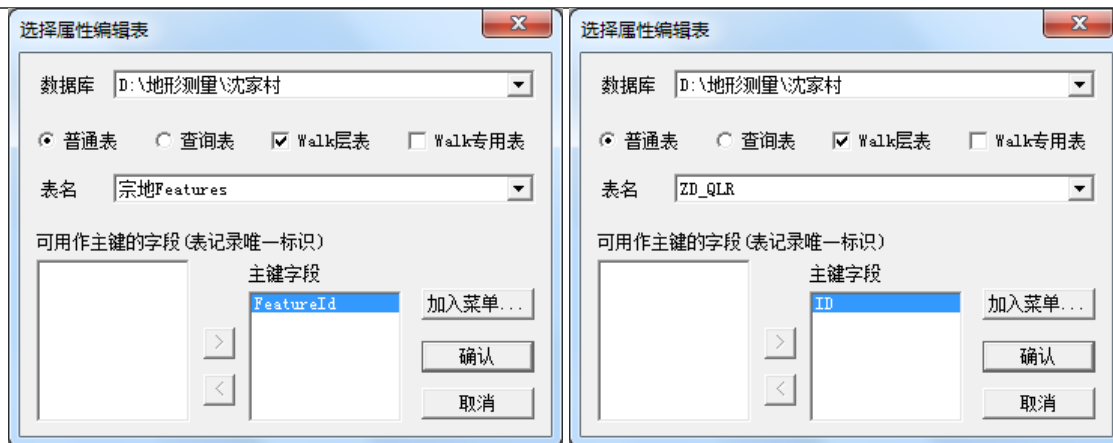 选择属性编辑表
数据库 D:\地形测量\沈家村
普通表 查询表 Walk层表 Walk专用表
表名 宗地Features
可用作主键的字段(表记录唯一标识)
主键字段
FeatureId
加入菜单...
>
确认
<
取消
选择属性编辑表
数据库 D:\地形测量\沈家村
普通表 查询表 Walk层表 Walk专用表
表名 ZD_QLR
可用作主键的字段(表记录唯一标识)
主键字段
ID
加入菜单...
>
确认
<
取消